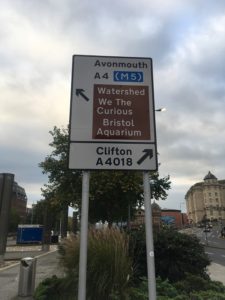 Avonmouth
A4 (M5)
Watershed
We The
Curious
Bristol
Aquarium
Clifton
A4018